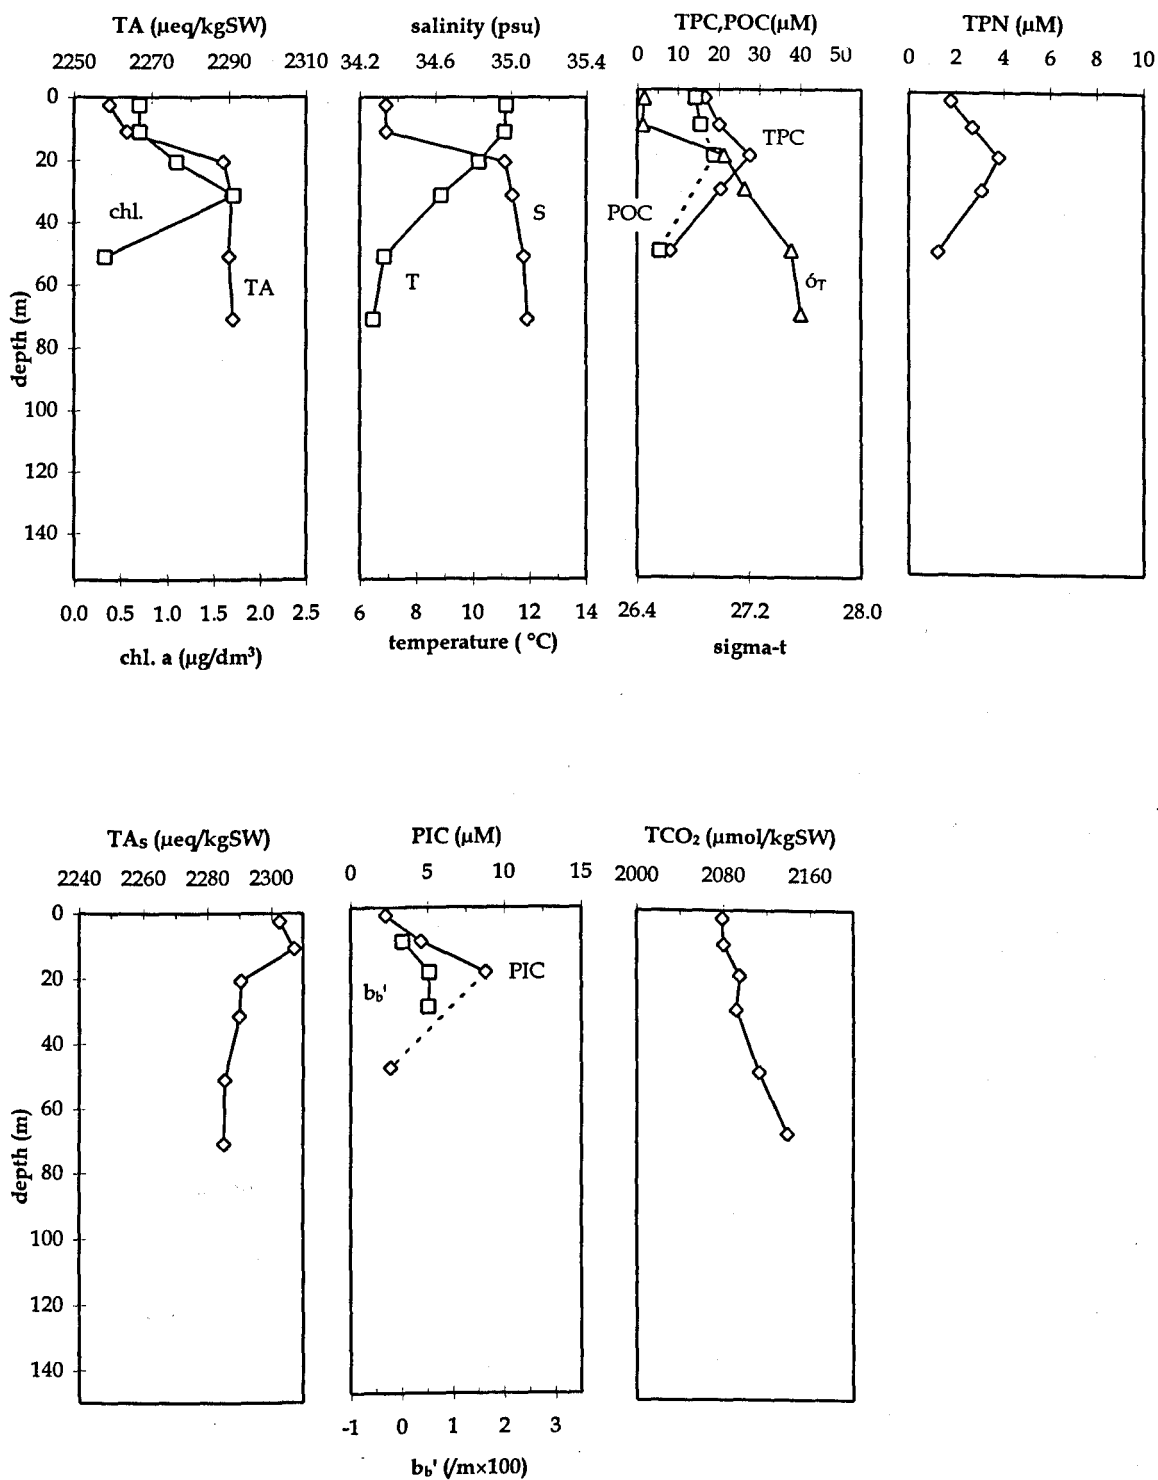 TA (μeq/kgSW)
2250 2270 2290 2310
salinity (psu)
34.2 34.6 35.0 35.4
TPC,POC(μM)
0 10 20 30 40 50
TPN (μM)
0 2 4 6 8 10
0
20
40
60
80
100
120
140
depth (m)
chl.
TA
S
T
TPC
POC
όT
0.0 0.5 1.0 1.5 2.0 2.5
chl. a (μg/dm³)
6 8 10 12 14
temperature ( °C)
26.4 27.2 28.0
sigma-t
TAs (μeq/kgSW)
2240 2260 2280 2300
PIC (μM)
0 5 10 15
TCO₂ (μmol/kgSW)
2000 2080 2160
0
20
40
60
80
100
120
140
depth (m)
PIC
b_b'
-1 0 1 2 3
b_b' (/m×100)